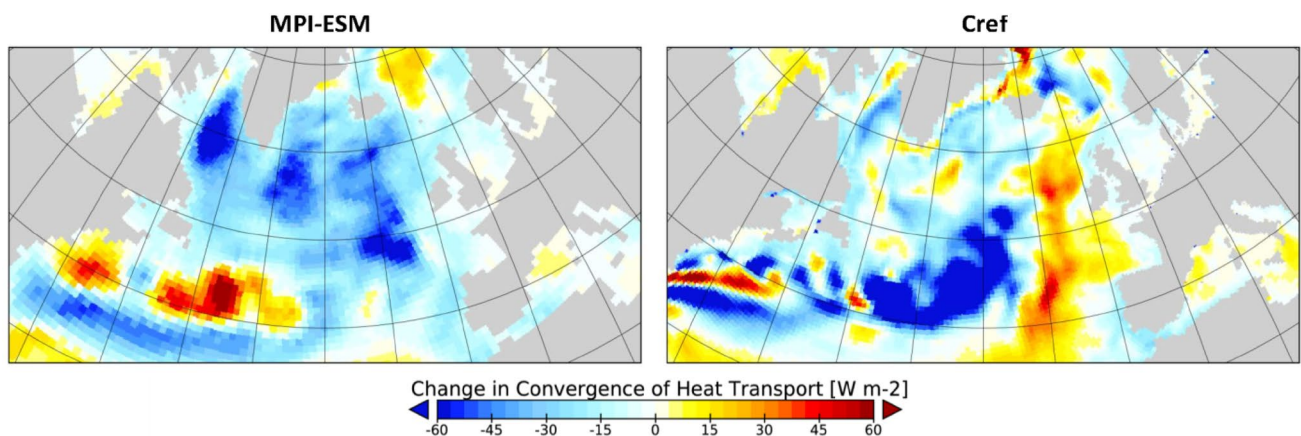 MPI-ESM
Cref
Change in Convergence of Heat Transport [W m-2]
-60 -45 -30 -15 0 15 30 45 60